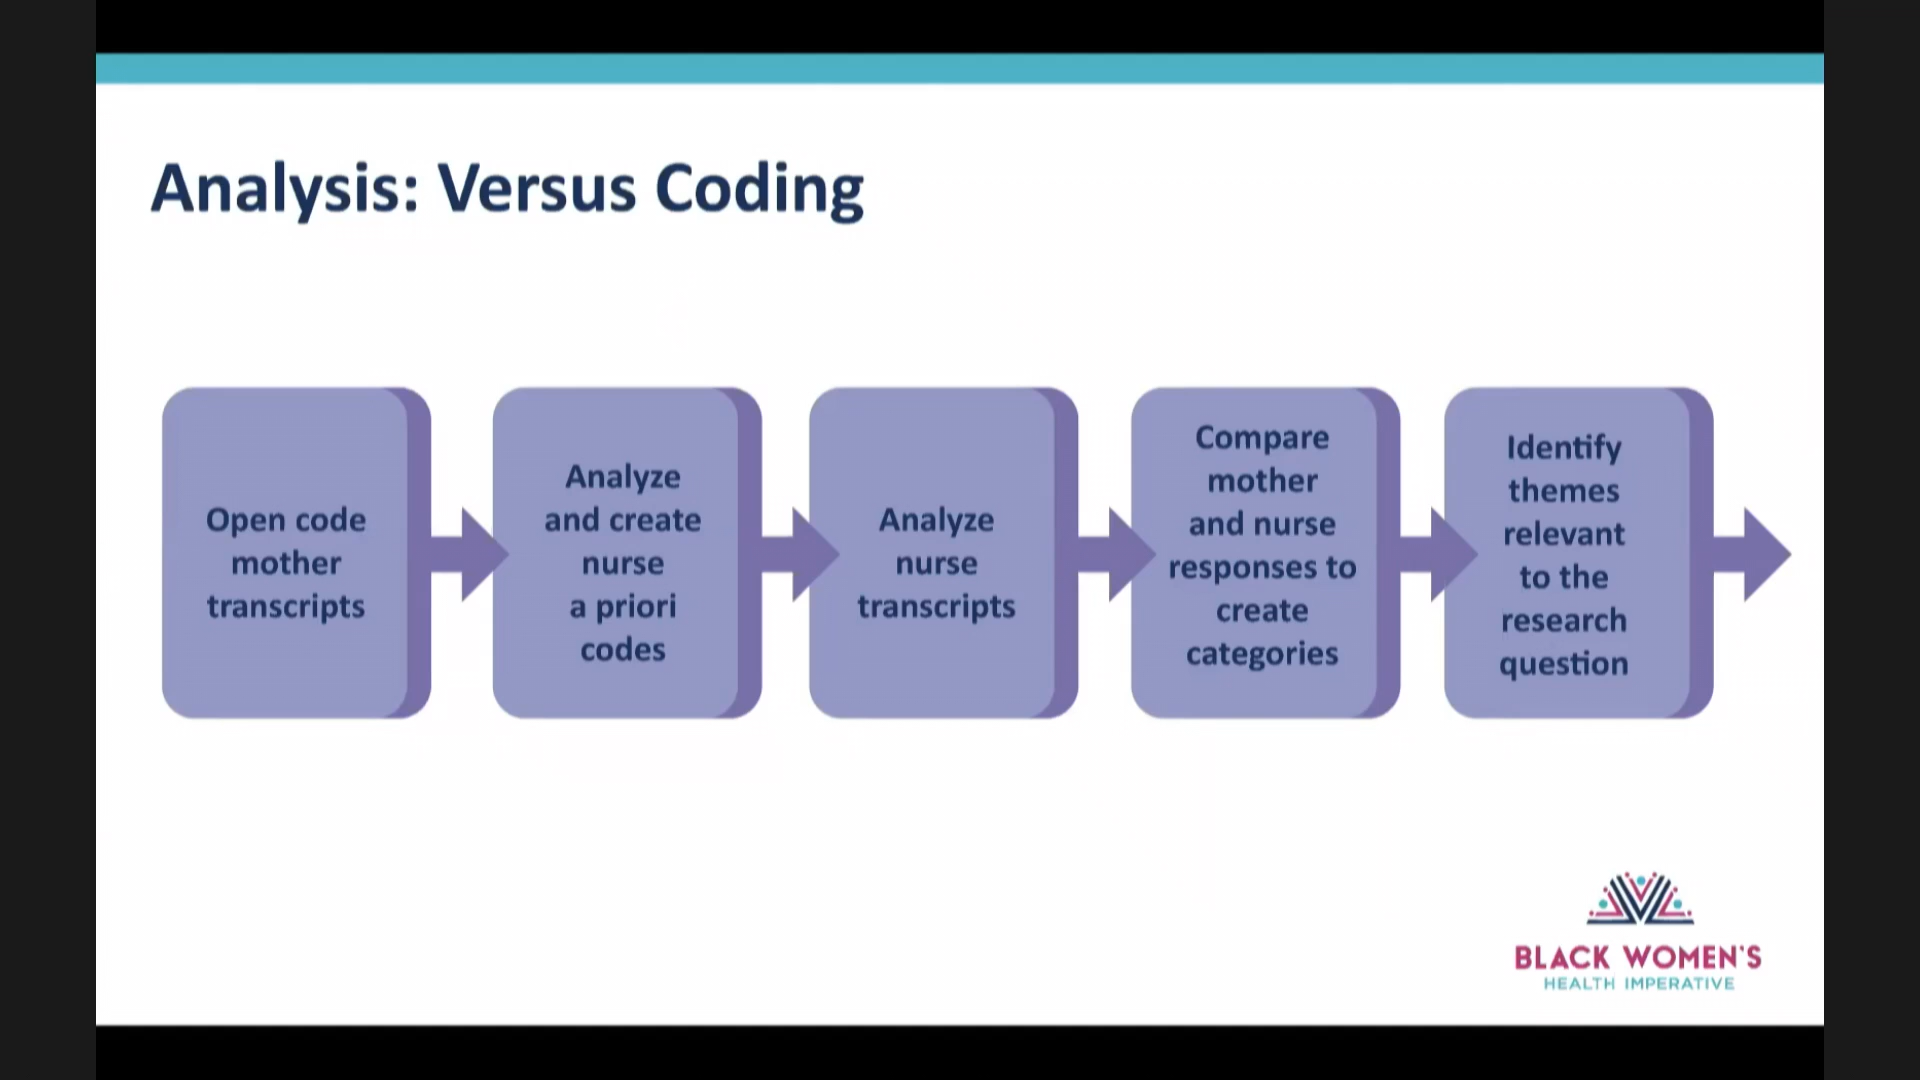 Analysis: Versus Coding
Open code
mother
transcripts
Analyze
and create
nurse
a priori
codes
Analyze
nurse
transcripts
Compare
mother
and nurse
responses to
create
categories
Identify
themes
relevant
to the
research
question
BLACK WOMEN'S
HEALTH IMPERATIVE